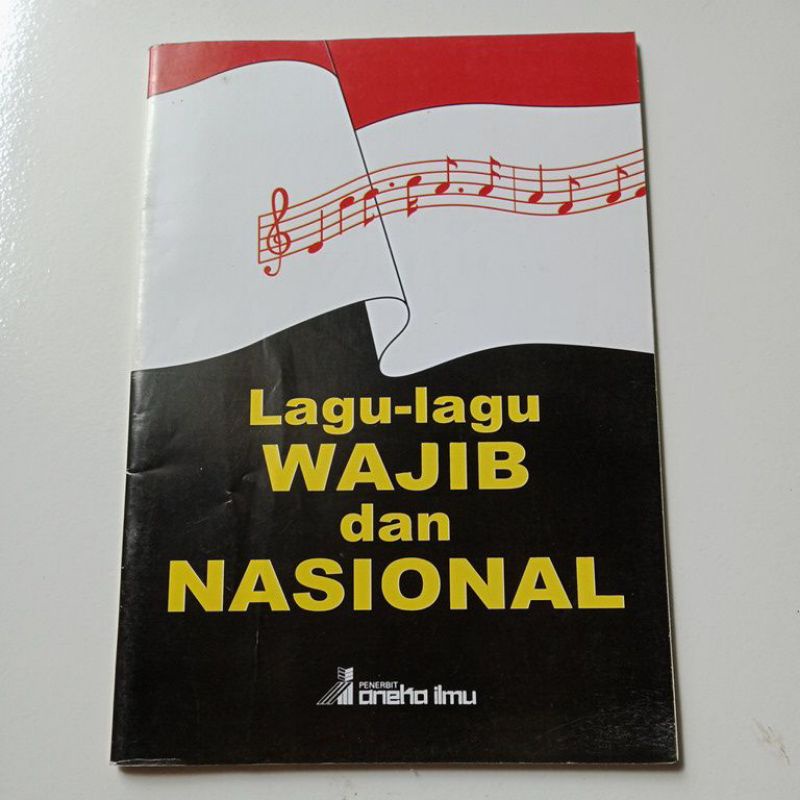 Lagu-lagu
WAJIB
dan
NASIONAL
PENERBIT
aneka ilmu